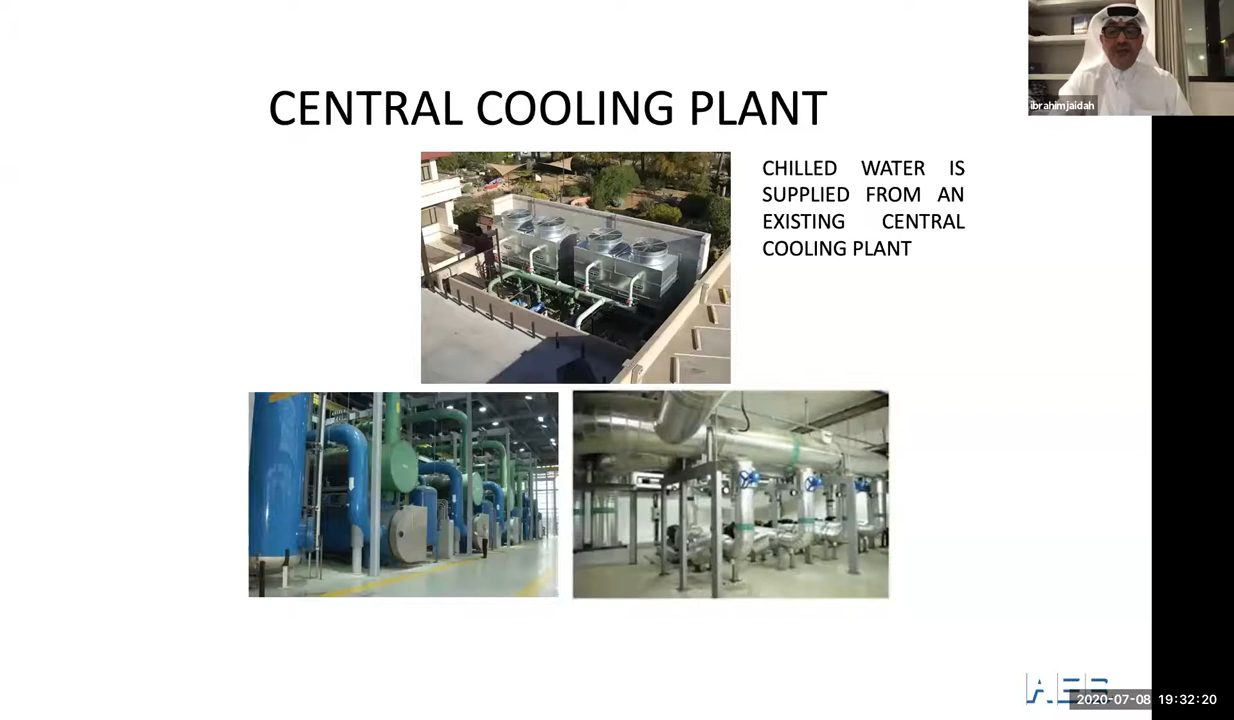 ibrahimjaidah
CENTRAL COOLING PLANT
CHILLED WATER IS
SUPPLIED FROM AN
EXISTING CENTRAL
COOLING PLANT
2020-07-08 19:32:20